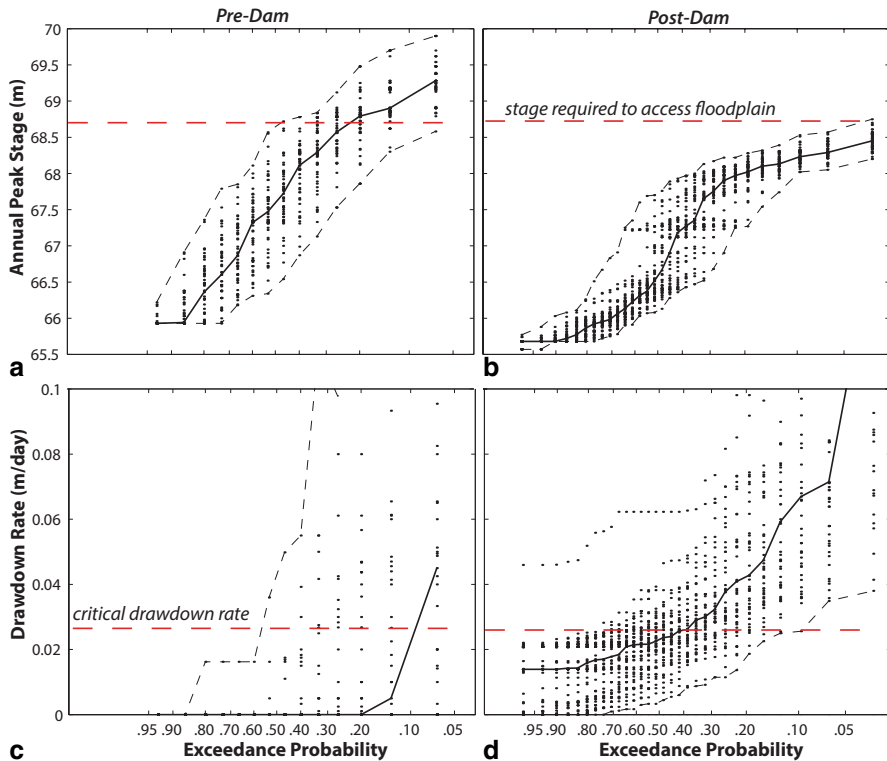 Pre-Dam
Post-Dam
70
69.5
69
68.5
68
67.5
67
66.5
66
65.5
Annual Peak Stage (m)
stage required to access floodplain
a
b
0.1
0.08
0.06
0.04
0.02
0
Drawdown Rate (m/day)
critical drawdown rate
.95 .90 .80 .70 .60 .50 .40 .30 .20 .10 .05
.95 .90 .80 .70 .60 .50 .40 .30 .20 .10 .05
c
Exceedance Probability
d
Exceedance Probability